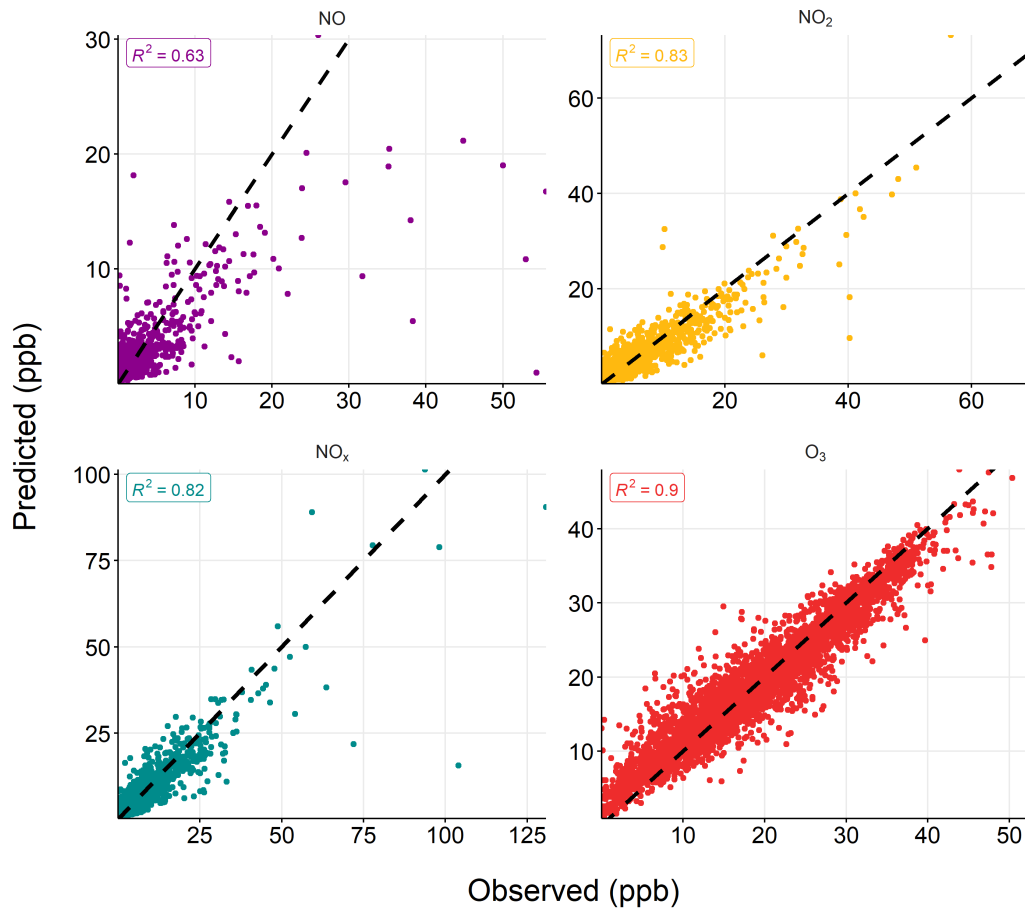 NO
R² = 0.63
30
20
10
10 20 30 40 50
NO₂
R² = 0.83
60
40
20
20 40 60
NOₓ
R² = 0.82
100
75
50
25
25 50 75 100 125
O₃
R² = 0.9
40
30
20
10
10 20 30 40 50
Predicted (ppb)
Observed (ppb)